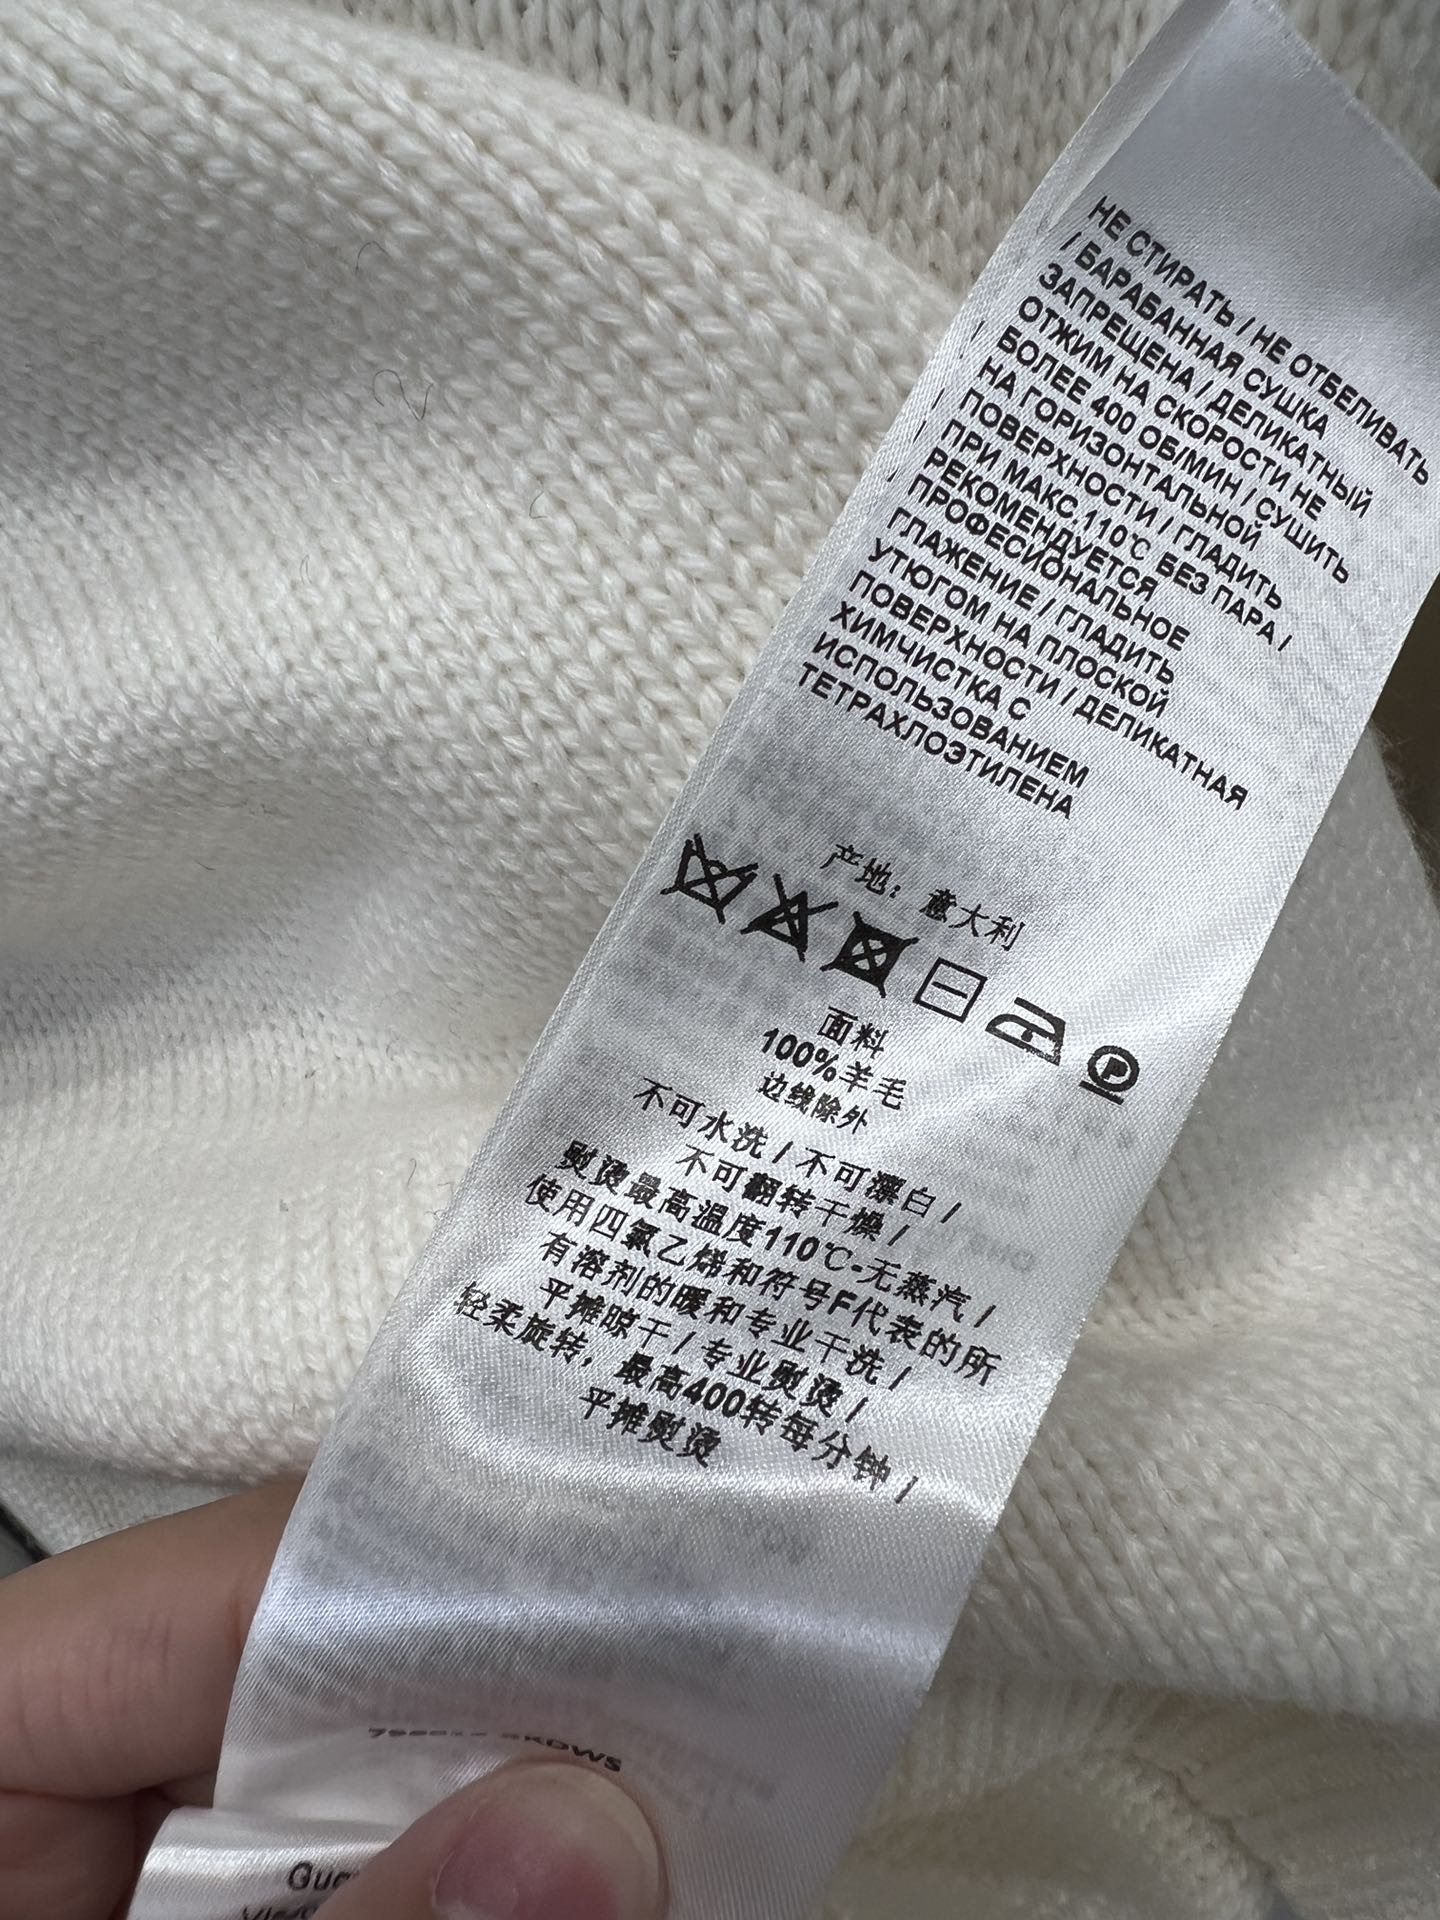 НЕ СТИРАТЬ / НЕ ОТБЕЛИВАТЬ
/ БАРАБАННАЯ СУШКА
ЗАПРЕЩЕНА / ДЕЛИКАТНЫЙ
ОТЖИМ НА СКОРОСТИ НЕ
БОЛЕЕ 400 ОБ/МИН / СУШИТЬ
НА ГОРИЗОНТАЛЬНОЙ
ПОВЕРХНОСТИ / ГЛАДИТЬ
ПРИ МАКС.110℃ БЕЗ ПАРА /
РЕКОМЕНДУЕТСЯ
ПРОФЕСИОНАЛЬНОЕ
ГЛАЖЕНИЕ / ГЛАДИТЬ
УТЮГОМ НА ПЛОСКОЙ
ПОВЕРХНОСТИ / ДЕЛИКАТНАЯ
ХИМЧИСТКА С
ИСПОЛЬЗОВАНИЕМ
ТЕТРАХЛОЭТИЛЕНА
产地：意大利
P
面料
100%羊毛
边线除外
不可水洗 / 不可漂白 /
不可翻转干燥 /
熨烫最高温度110℃-无蒸汽 /
使用四氯乙烯和符号F代表的所
有溶剂的暖和专业干洗 /
平摊晾干 / 专业熨烫 /
轻柔旋转，最高400转每分钟 /
平摊熨烫